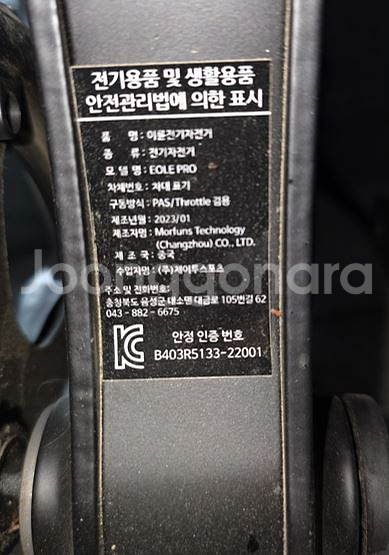 전기용품 및 생활용품
안전관리법에 의한 표시
품 명 : 이륜전기자전거
종 류 : 전기자전거
모 델 명 : EOLE PRO
차체번호 : 차대 표기
구동방식 : PAS/Throttle 겸용
제조년월 : 2023/01
제조자명 : Morfuns Technology
(Changzhou) CO., LTD.
제 조 국 : 중국
수입자명 : (주)제이투스포츠
Joonggonara
주소 및 전화번호:
충청북도 음성군 대소면 대금로 105번길 62
043 - 882 - 6675
안정 인증 번호
B403R5133-22001